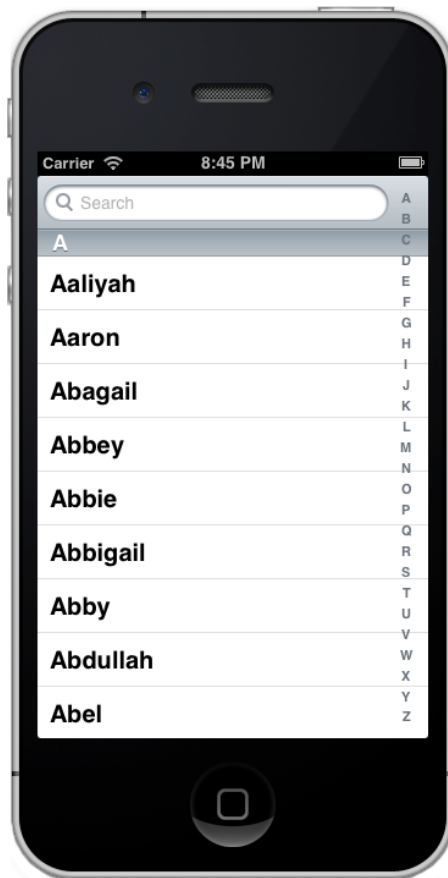 Carrier 8:45 PM
Search
A
Aaliyah
Aaron
Abagail
Abbey
Abbie
Abbigail
Abby
Abdullah
Abel
A
B
C
D
E
F
G
H
I
J
K
L
M
N
O
P
Q
R
S
T
U
V
W
X
Y
Z